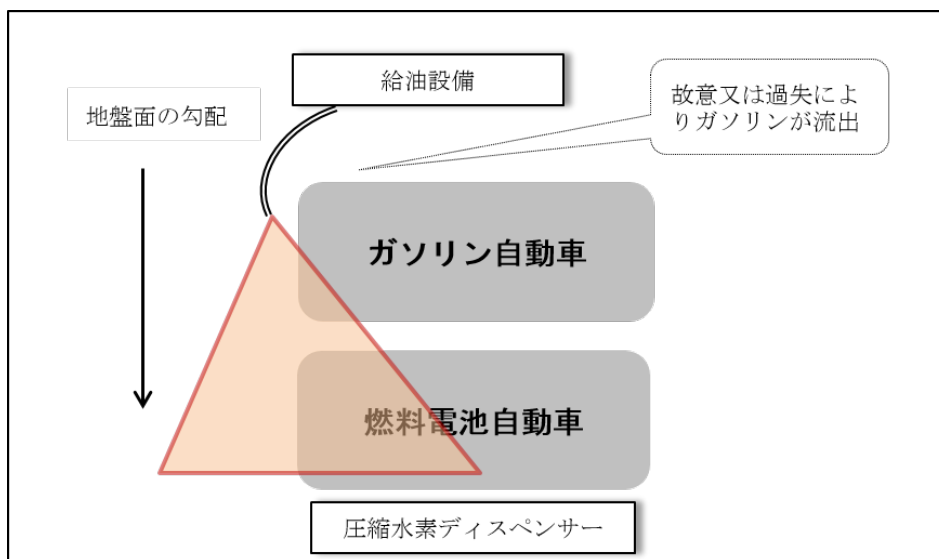 給油設備
地盤面の勾配
故意又は過失によ
りガソリンが流出
ガソリン自動車
燃料電池自動車
圧縮水素ディスペンサー